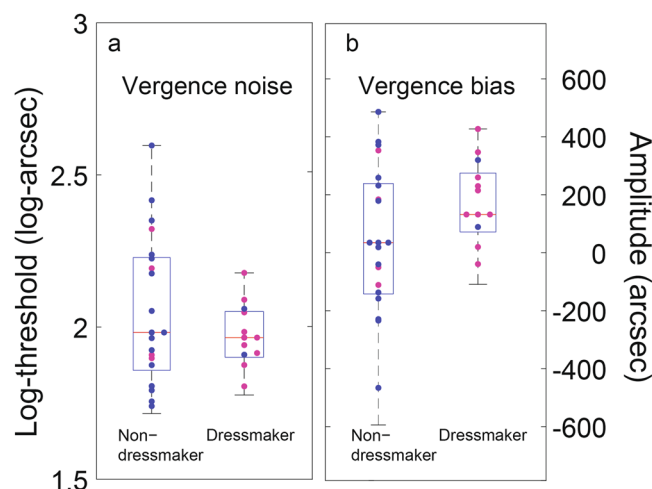 3
2.5
2
1.5
Log-threshold (log-arcsec)
a
Vergence noise
Non-
dressmaker
Dressmaker
b
Vergence bias
Non-
dressmaker
Dressmaker
600
400
200
0
-200
-400
-600
Amplitude (arcsec)